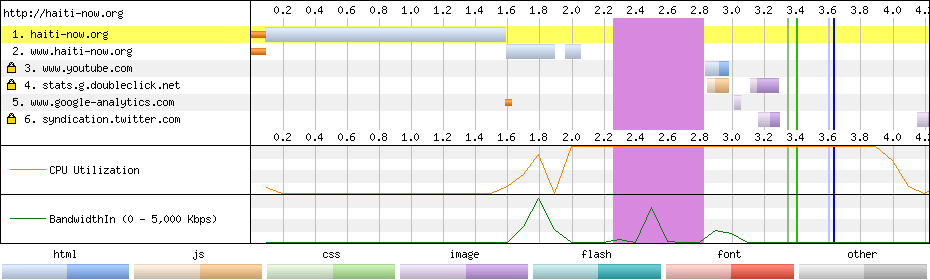 http://haiti-now.org
0.2 0.4 0.6 0.8 1.0 1.2 1.4 1.6 1.8 2.0 2.2 2.4 2.6 2.8 3.0 3.2 3.4 3.6 3.8 4.0 4.2
1. haiti-now.org
2. www.haiti-now.org
3. www.youtube.com
4. stats.g.doubleclick.net
5. www.google-analytics.com
6. syndication.twitter.com
0.2 0.4 0.6 0.8 1.0 1.2 1.4 1.6 1.8 2.0 2.2 2.4 2.6 2.8 3.0 3.2 3.4 3.6 3.8 4.0 4.2
CPU Utilization
BandwidthIn (0 - 5,000 Kbps)
html js css image flash font other